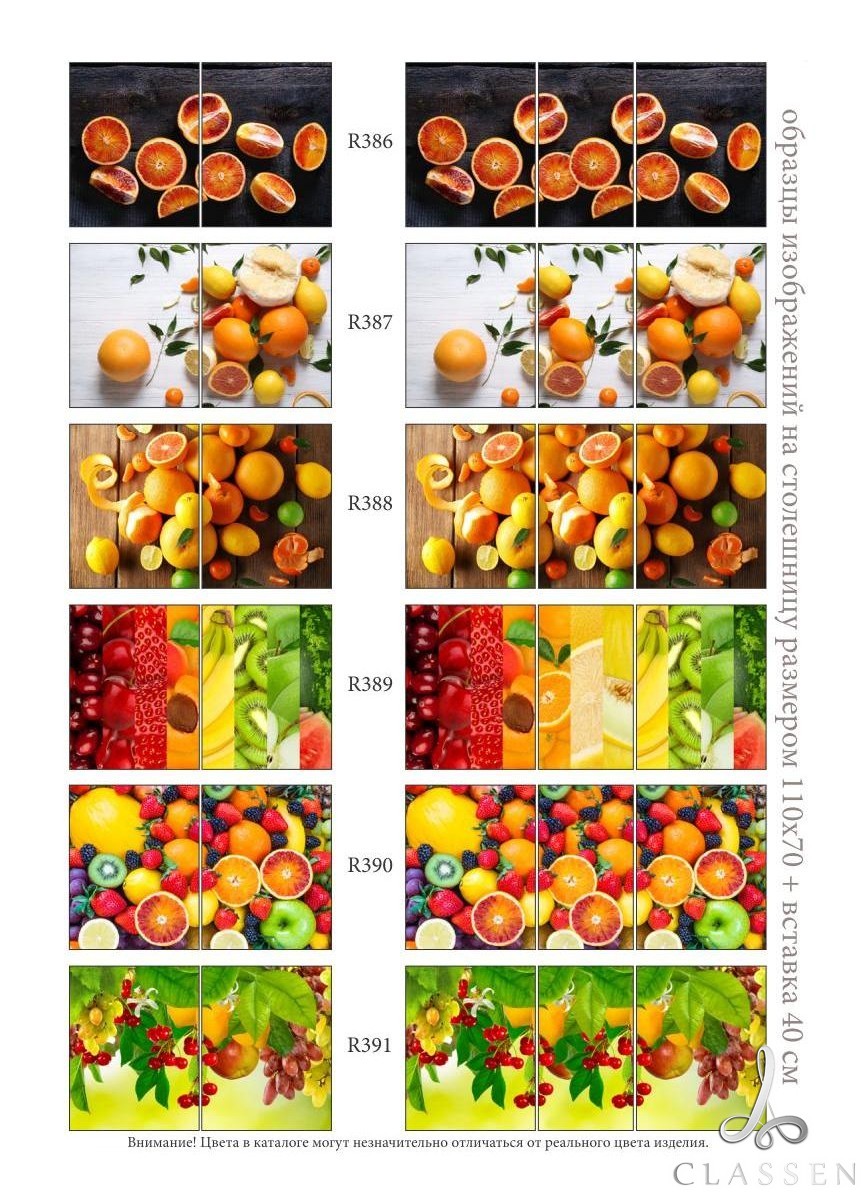 R386
R387
R388
R389
R390
R391
образцы изображений на столешницу размером 110х70 + вставка 40 см
Внимание! Цвета в каталоге могут незначительно отличаться от реального цвета изделия.
CLASSEN